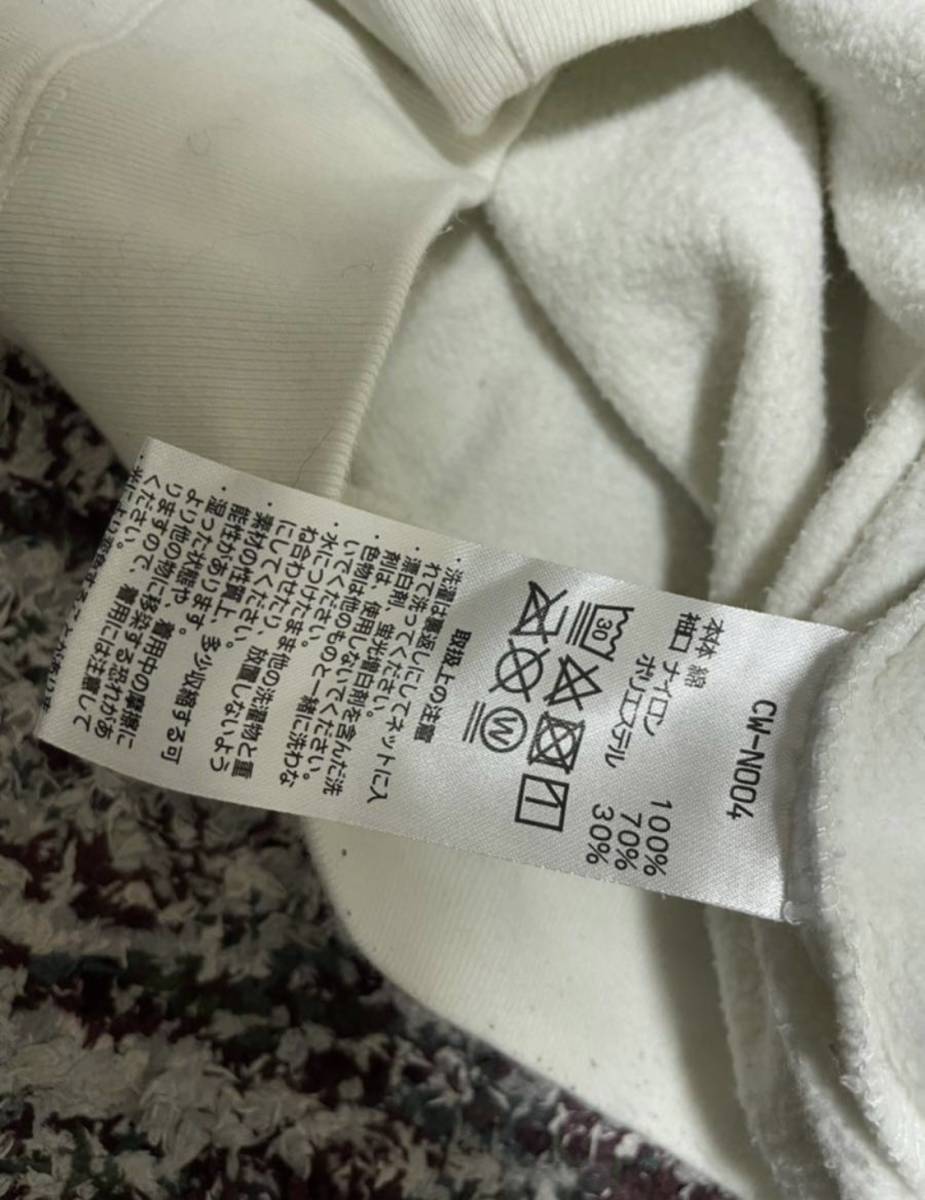 CW-N004
本体 綿 100%
袖口 ナイロン 70%
ポリエステル 30%
30
W
取扱上の注意
・洗濯は裏返しにしてネットに入
れて洗ってください。
・漂白剤、蛍光増白剤を含んだ洗
剤は、使用しないでください。
・色物は他のものと一緒に洗わな
いでください。
・水につけたまま他の洗濯物と重
ね合わせたり、放置しないよう
にしてください。
・素材の性質上、多少収縮する可
能性があります。
・湿った状態や、着用中の摩擦に
より他の物に移染する恐れがあ
りますので、着用には注意して
ください。